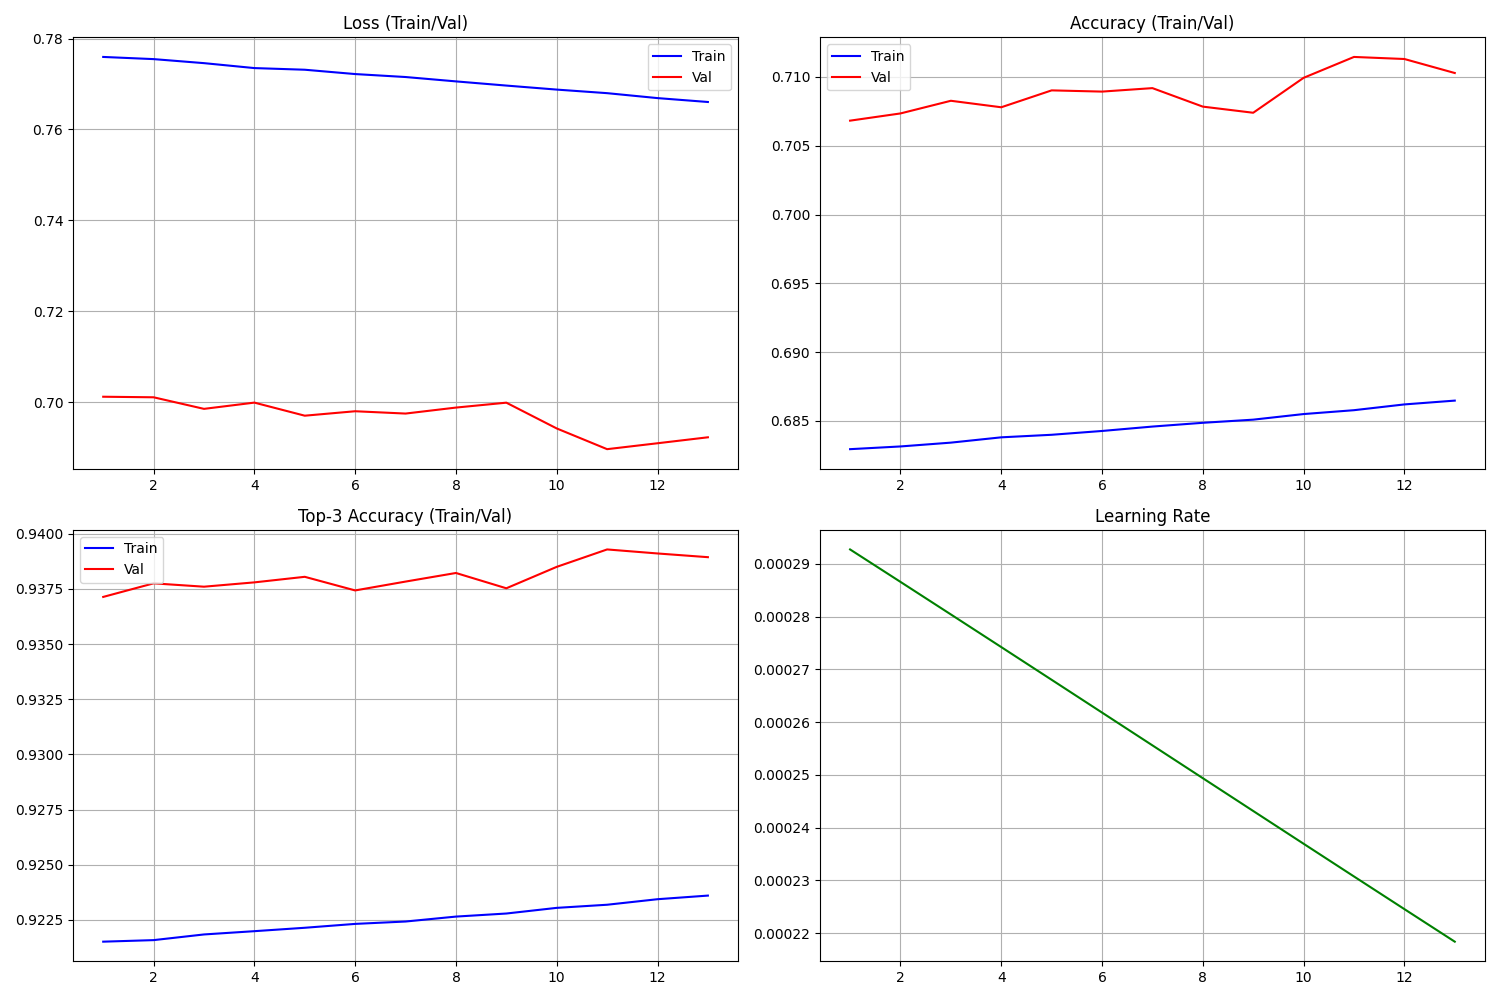 Loss (Train/Val)
0.78
0.76
0.74
0.72
0.70
Train
Val
2 4 6 8 10 12
Accuracy (Train/Val)
0.710
0.705
0.700
0.695
0.690
0.685
Train
Val
2 4 6 8 10 12
Top-3 Accuracy (Train/Val)
0.9400
0.9375
0.9350
0.9325
0.9300
0.9275
0.9250
0.9225
Train
Val
2 4 6 8 10 12
Learning Rate
0.00029
0.00028
0.00027
0.00026
0.00025
0.00024
0.00023
0.00022
2 4 6 8 10 12